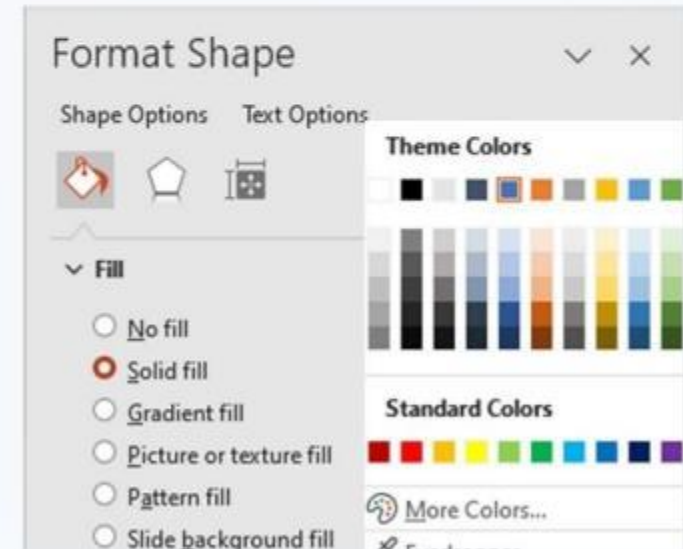 Format Shape
Shape Options Text Options
Theme Colors
Fill
No fill
Solid fill
Gradient fill
Standard Colors
Picture or texture fill
Pattern fill
More Colors...
Slide background fill